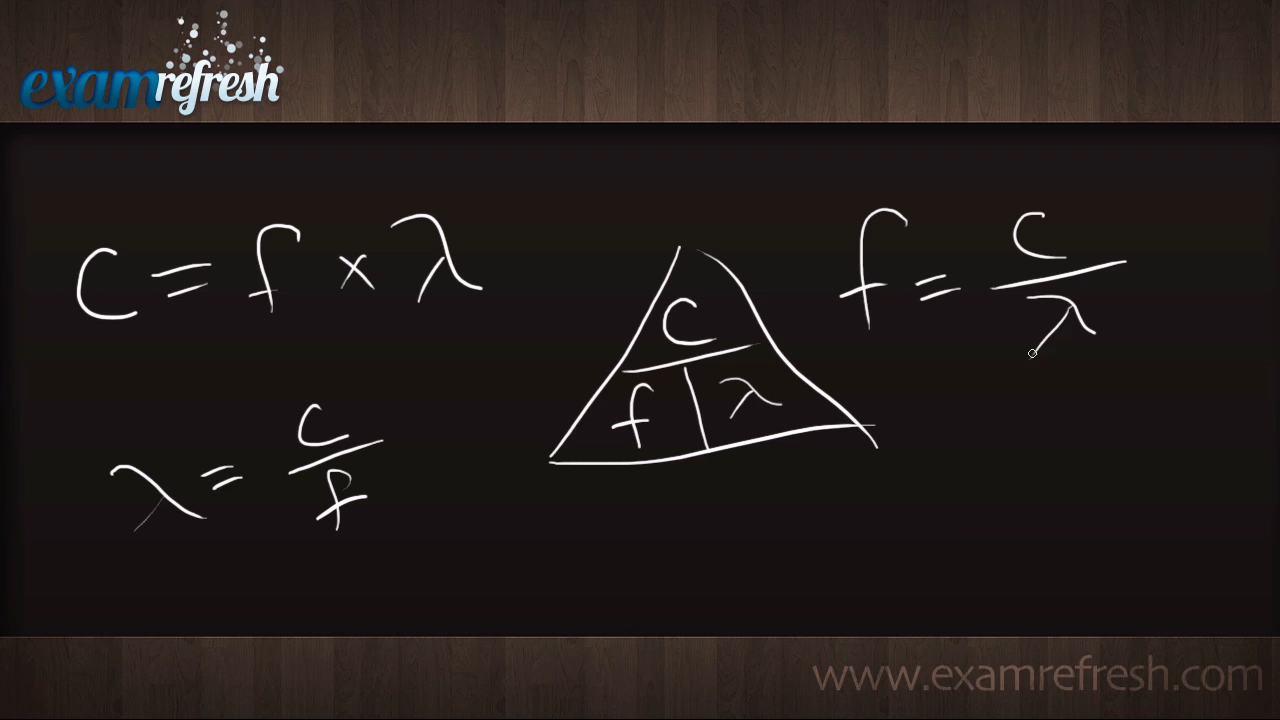 examrefresh
c = f × λ
λ = c/f
c
f λ
f = c/λ
www.examrefresh.com